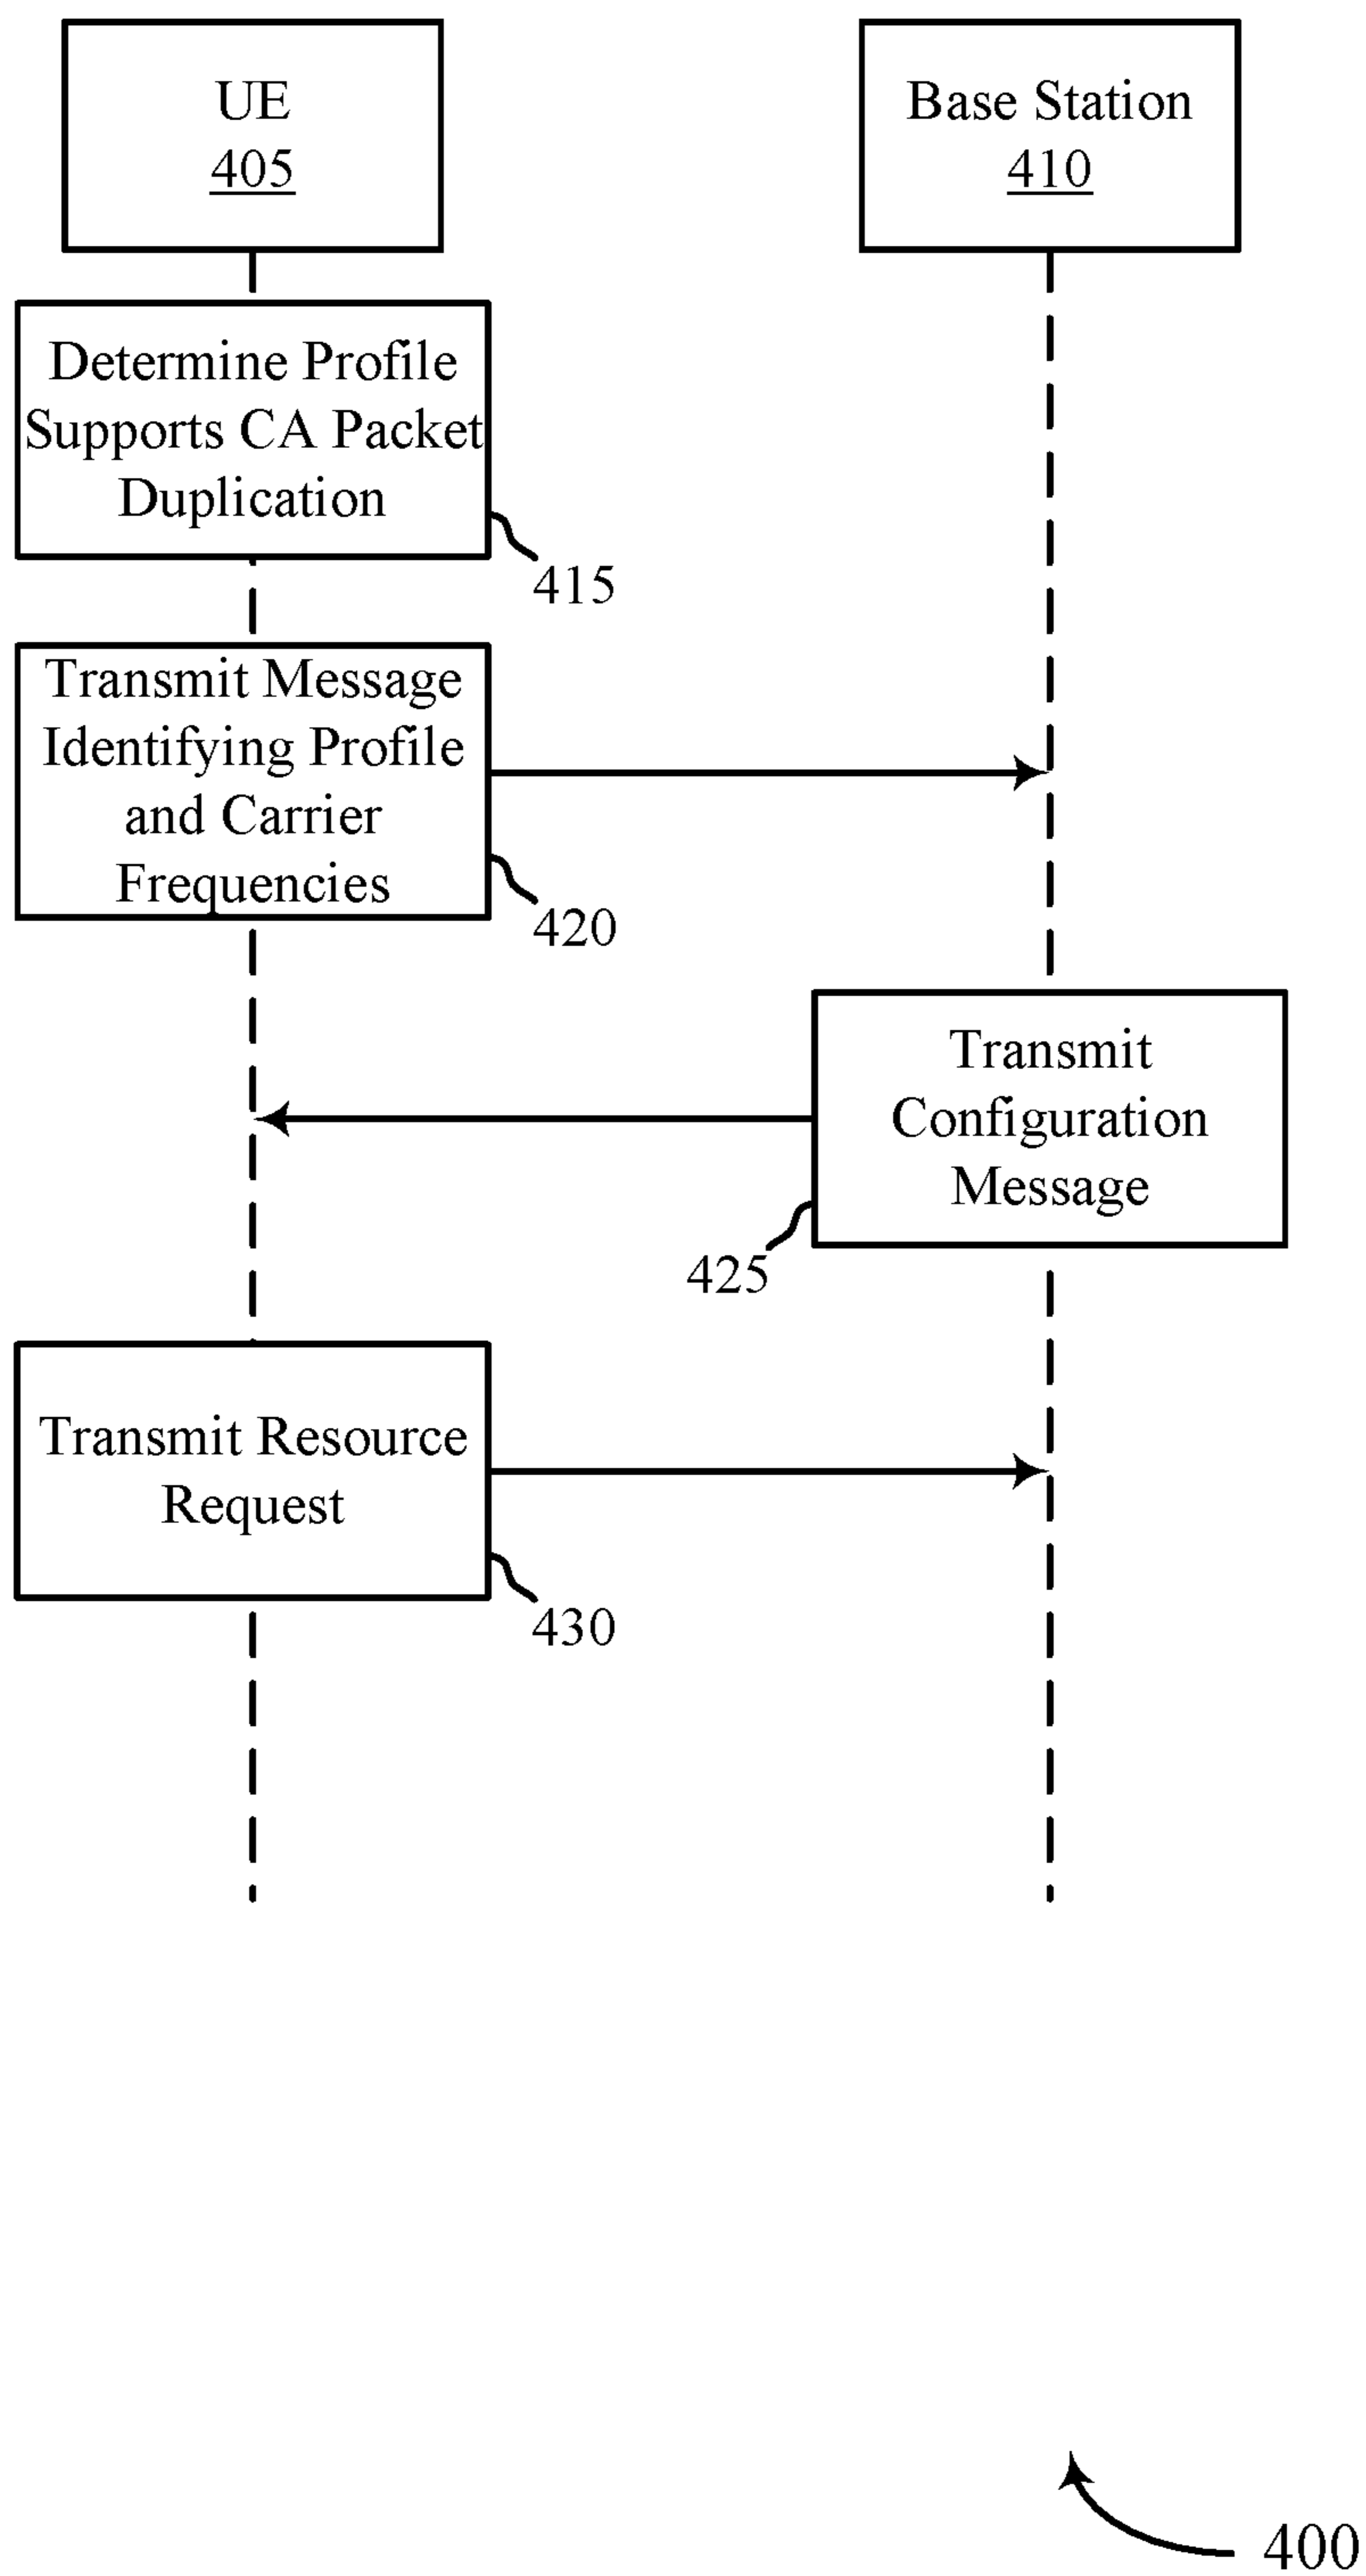 UE
405
Base Station
410
Determine Profile
Supports CA Packet
Duplication
415
Transmit Message
Identifying Profile
and Carrier
Frequencies
420
Transmit
Configuration
Message
425
Transmit Resource
Request
430
400